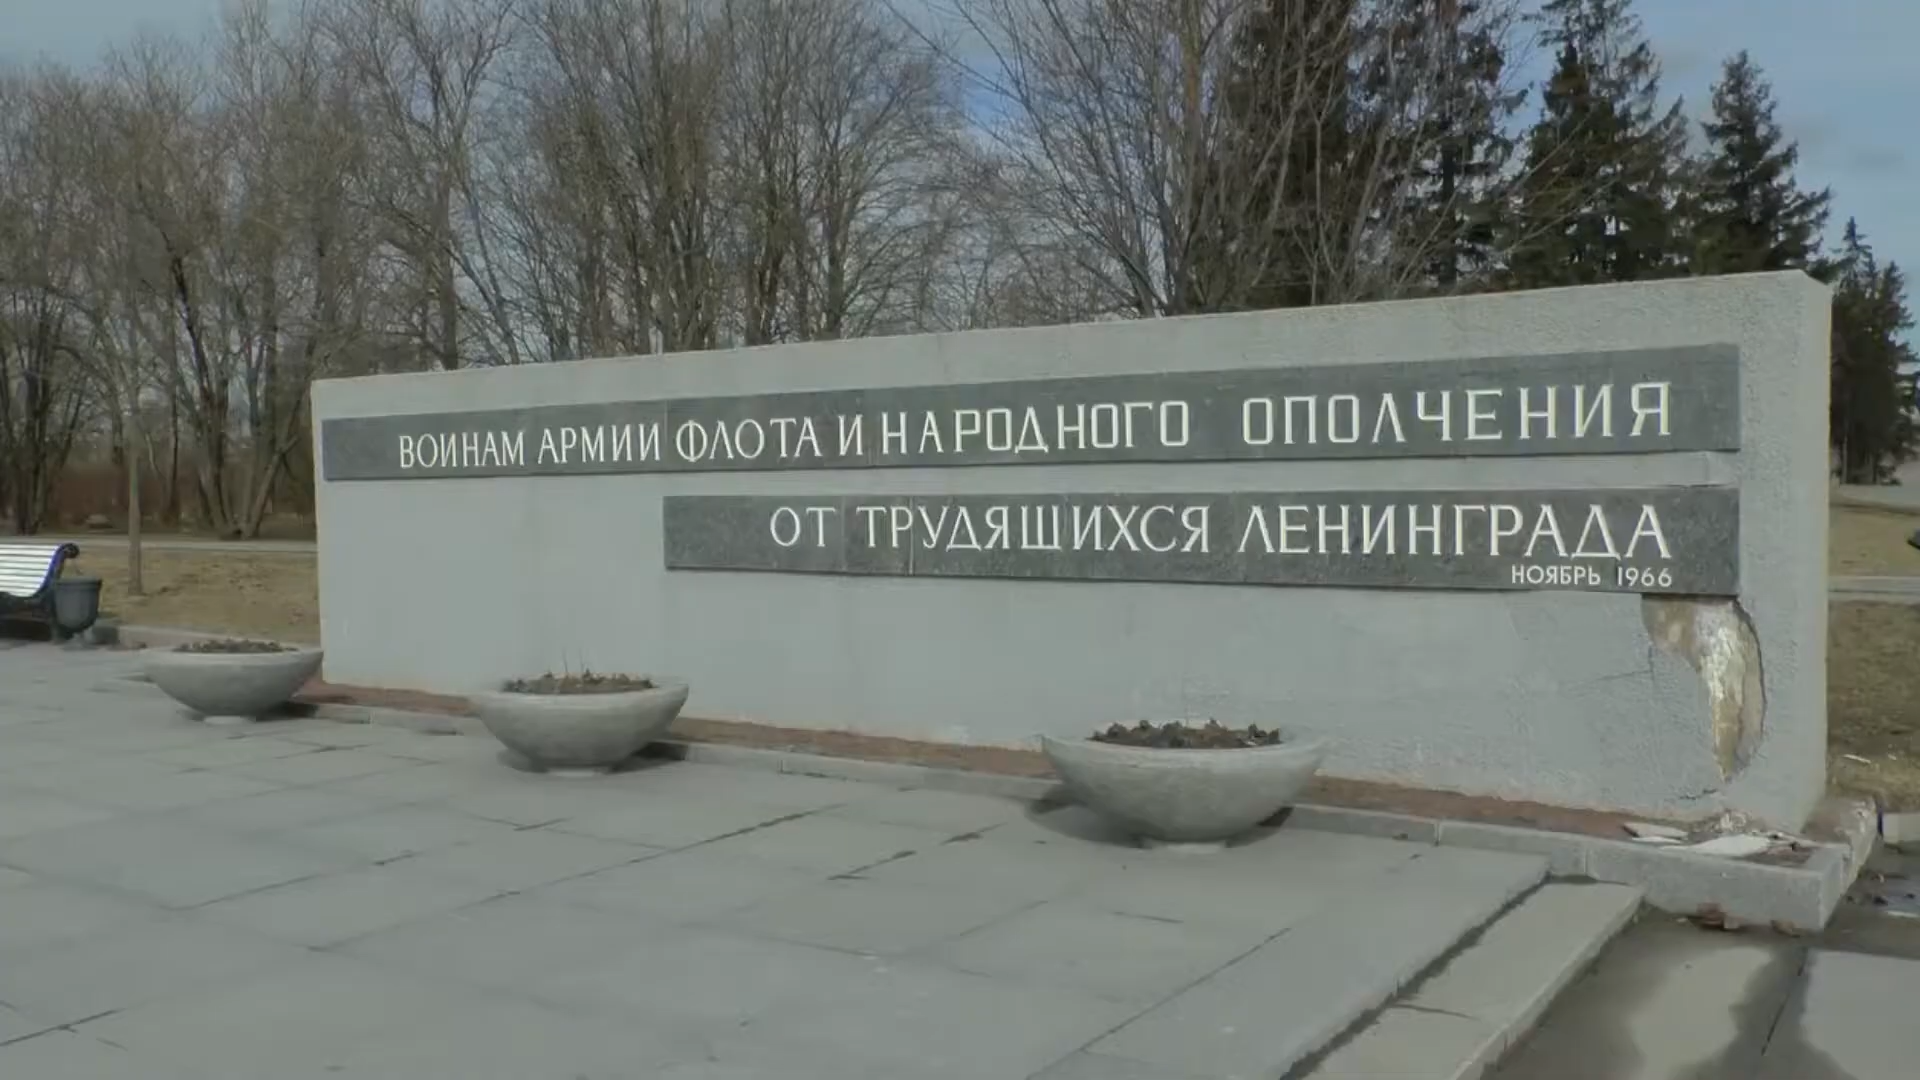 ВОИНАМ АРМИИ ФЛОТА И НАРОДНОГО ОПОЛЧЕНИЯ
ОТ ТРУДЯЩИХСЯ ЛЕНИНГРАДА
НОЯБРЬ 1966